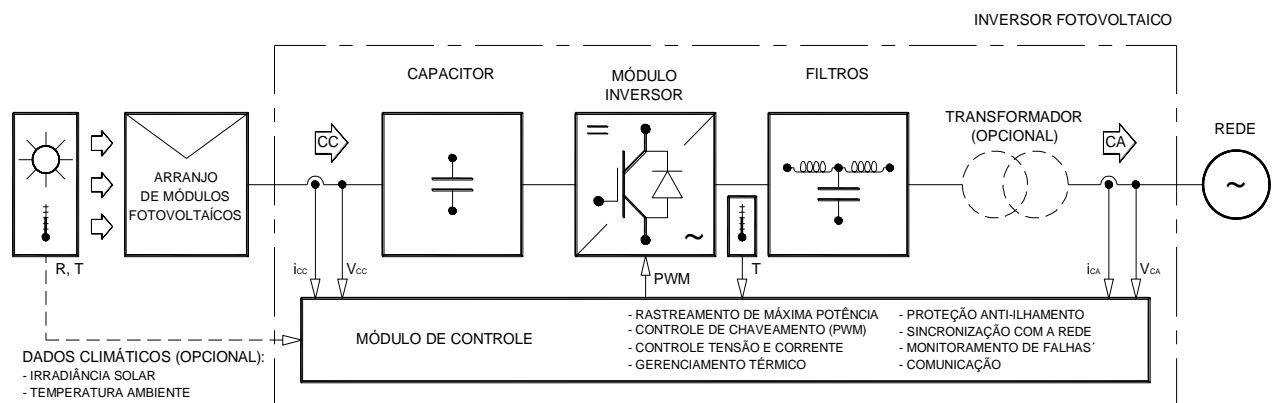 INVERSOR FOTOVOLTAICO
CAPACITOR
MÓDULO
INVERSOR
FILTROS
TRANSFORMADOR
(OPCIONAL)
REDE
CC
CA
ARRANJO
DE MÓDULOS
FOTOVOLTAÍCOS
=
~
~
R, T
iCC
VCC
PWM
T
iCA
VCA
MÓDULO DE CONTROLE
- RASTREAMENTO DE MÁXIMA POTÊNCIA
- CONTROLE DE CHAVEAMENTO (PWM)
- CONTROLE TENSÃO E CORRENTE
- GERENCIAMENTO TÉRMICO
- PROTEÇÃO ANTI-ILHAMENTO
- SINCRONIZAÇÃO COM A REDE
- MONITORAMENTO DE FALHAS´
- COMUNICAÇÃO
DADOS CLIMÁTICOS (OPCIONAL):
- IRRADIÂNCIA SOLAR
- TEMPERATURA AMBIENTE